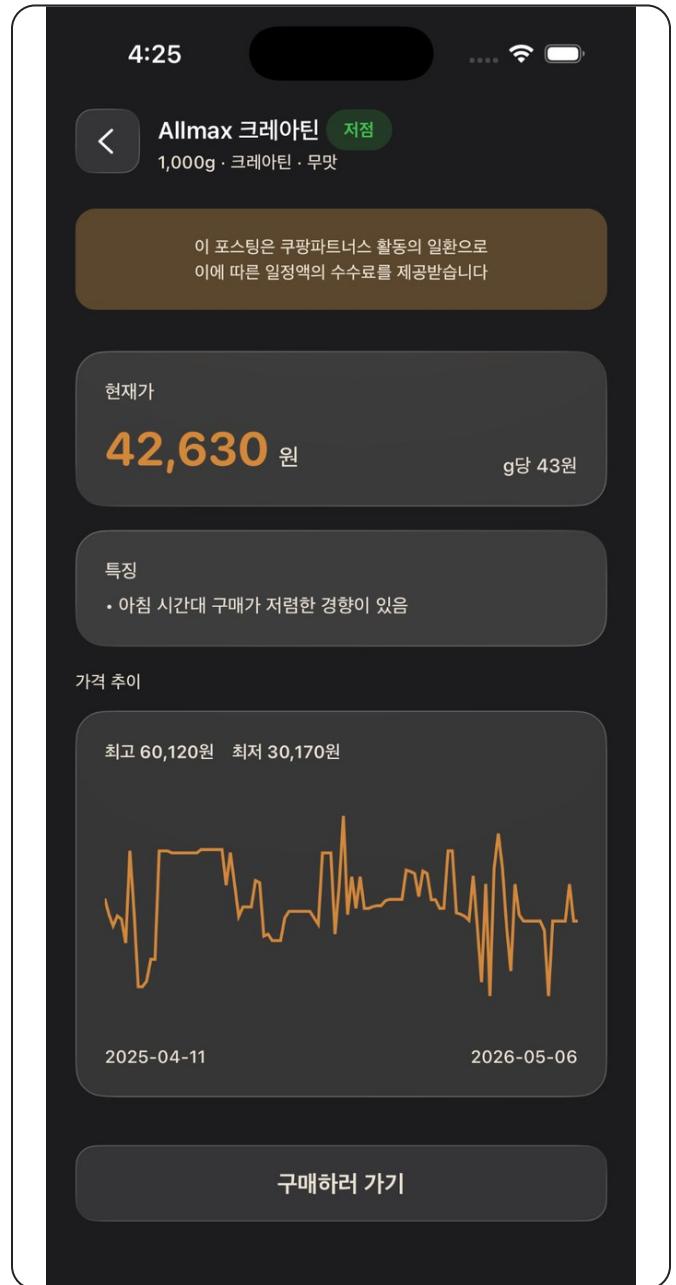 4:25
Allmax 크레아틴 저점
1,000g · 크레아틴 · 무맛
이 포스팅은 쿠팡파트너스 활동의 일환으로
이에 따른 일정액의 수수료를 제공받습니다
현재가
42,630 원
g당 43원
특징
• 아침 시간대 구매가 저렴한 경향이 있음
가격 추이
최고 60,120원 최저 30,170원
2025-04-11 2026-05-06
구매하러 가기